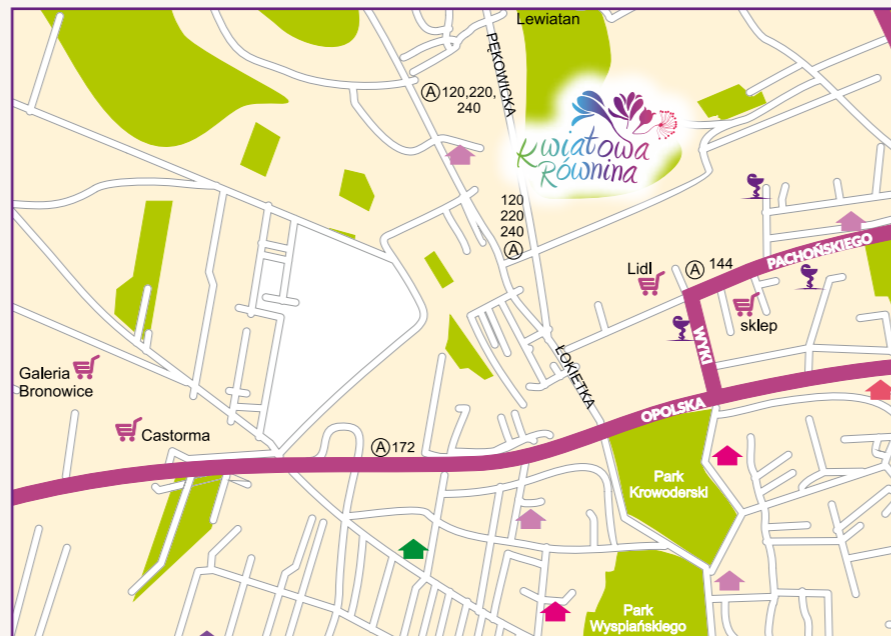 Lewiatan
PĘKOWICKA
A 120,220,
240
Kwiatowa
Równina
120
220
240
A
PACHOŃSKIEGO
A 144
Lidl
sklep
WYKI
ŁOKIETKA
Galeria
Bronowice
OPOLSKA
Castorma
A 172
Park
Krowoderski
Park
Wyspiańskiego